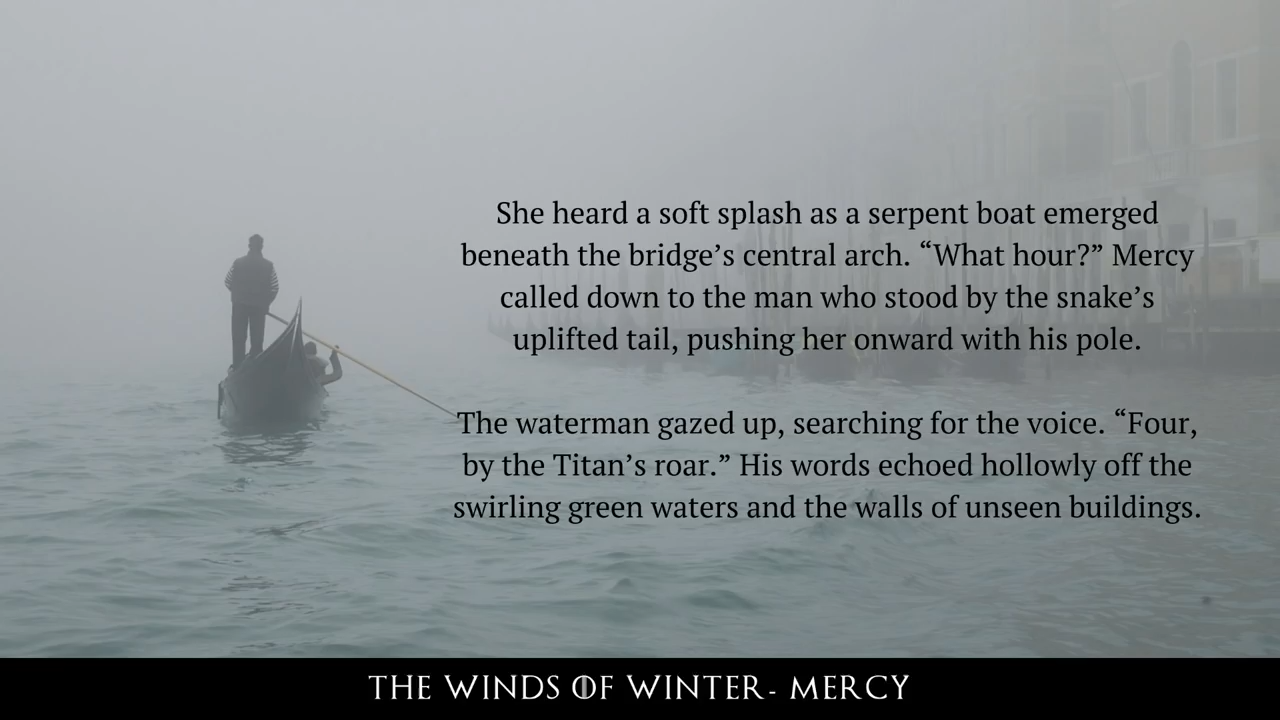 She heard a soft splash as a serpent boat emerged
beneath the bridge’s central arch. “What hour?” Mercy
called down to the man who stood by the snake’s
uplifted tail, pushing her onward with his pole.
The waterman gazed up, searching for the voice. “Four,
by the Titan’s roar.” His words echoed hollowly off the
swirling green waters and the walls of unseen buildings.
THE WINDS OF WINTER- MERCY